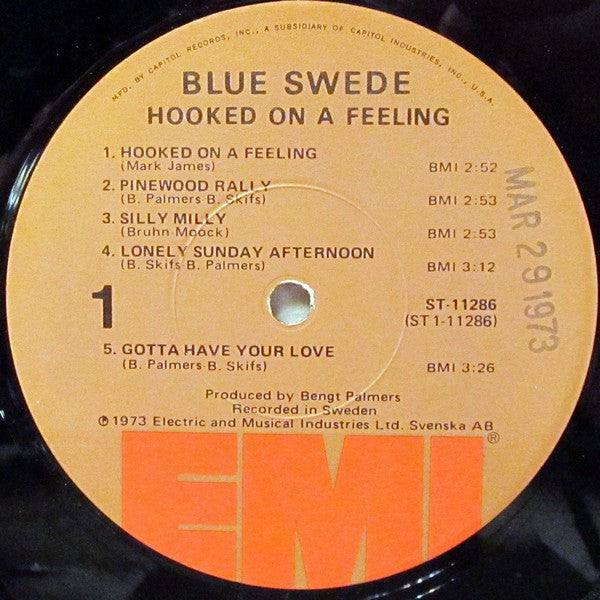 MFD. BY CAPITOL RECORDS, INC., A SUBSIDIARY OF CAPITOL INDUSTRIES, INC., U.S.A.
BLUE SWEDE
HOOKED ON A FEELING
1. HOOKED ON A FEELING
(Mark James) BMI 2:52
2. PINEWOOD RALLY
(B. Palmers-B. Skifs) BMI 2:53
3. SILLY MILLY
(Bruhn Moock) BMI 2:53
4. LONELY SUNDAY AFTERNOON
(B. Skifs-B. Palmers) BMI 3:12
MAR 29 1973
1
ST-11286
(ST 1-11286)
5. GOTTA HAVE YOUR LOVE
(B. Palmers-B. Skifs) BMI 3:26
Produced by Bengt Palmers
Recorded in Sweden
℗1973 Electric and Musical Industries Ltd. Svenska AB
EMI®